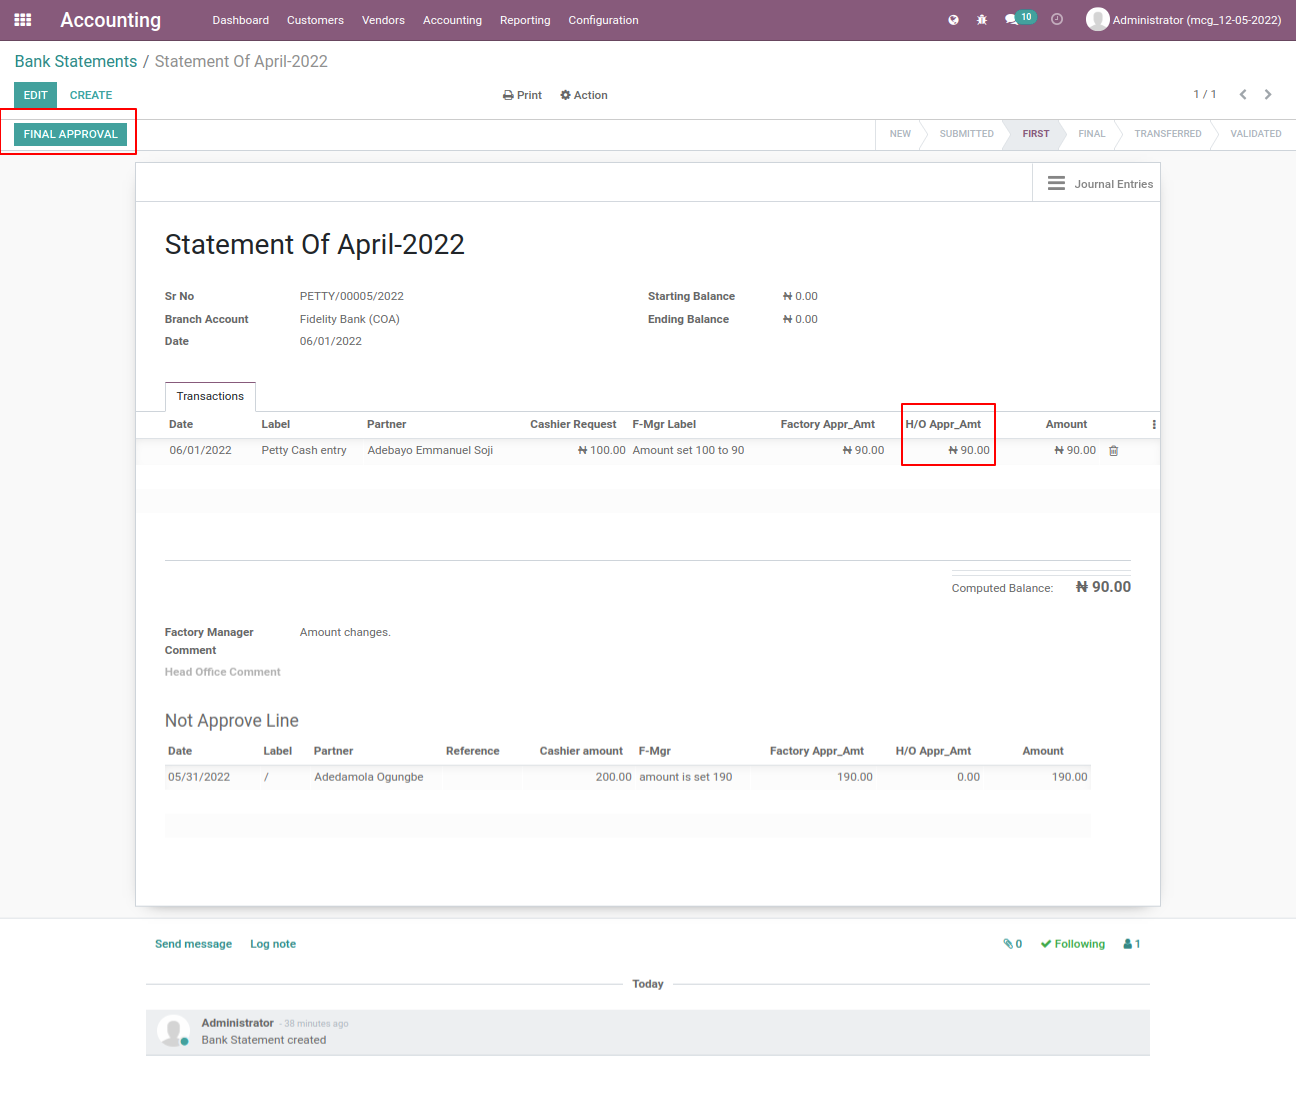 Accounting Dashboard Customers Vendors Accounting Reporting Configuration 10 Administrator (mcg_12-05-2022)
Bank Statements / Statement Of April-2022
EDIT CREATE Print Action 1 / 1
FINAL APPROVAL NEW SUBMITTED FIRST FINAL TRANSFERRED VALIDATED
Journal Entries
Statement Of April-2022
Sr No PETTY/00005/2022 Starting Balance ₦ 0.00
Branch Account Fidelity Bank (COA) Ending Balance ₦ 0.00
Date 06/01/2022
Transactions
Date Label Partner Cashier Request F-Mgr Label Factory Appr_Amt H/O Appr_Amt Amount
06/01/2022 Petty Cash entry Adebayo Emmanuel Soji ₦ 100.00 Amount set 100 to 90 ₦ 90.00 ₦ 90.00 ₦ 90.00
Computed Balance: ₦ 90.00
Factory Manager Amount changes.
Comment
Head Office Comment
Not Approve Line
Date Label Partner Reference Cashier amount F-Mgr Factory Appr_Amt H/O Appr_Amt Amount
05/31/2022 / Adedamola Ogungbe 200.00 amount is set 190 190.00 0.00 190.00
Send message Log note 0 Following 1
Today
Administrator - 38 minutes ago
Bank Statement created